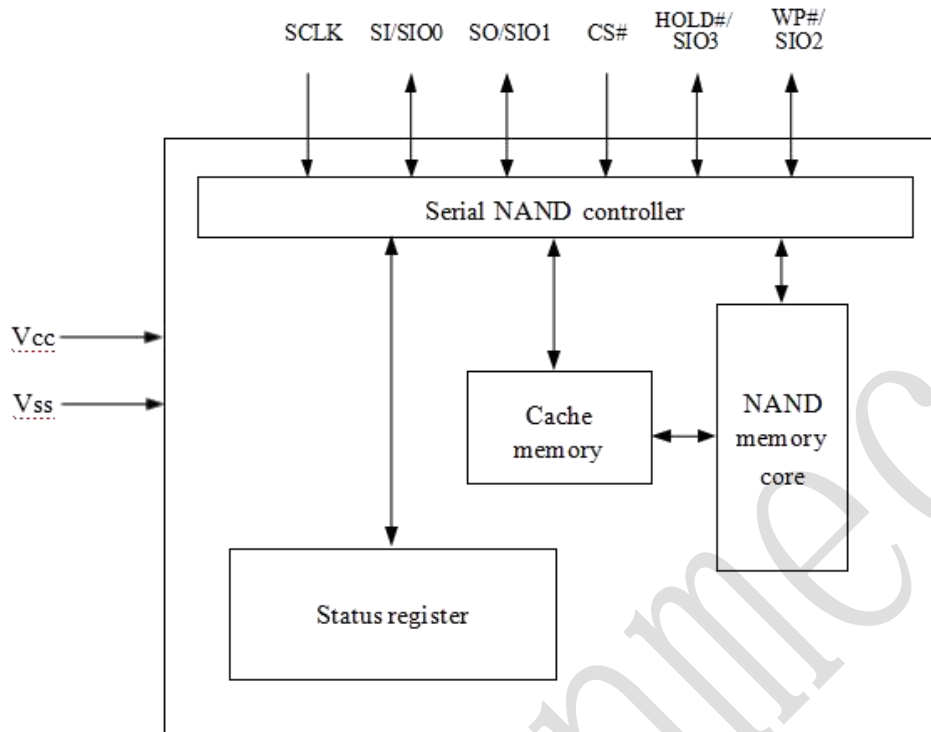 SCLK SI/SIO0 SO/SIO1 CS# HOLD#/ WP#/
SIO3 SIO2
Serial NAND controller
Vcc
Vss
Cache
memory
NAND
memory
core
Status register